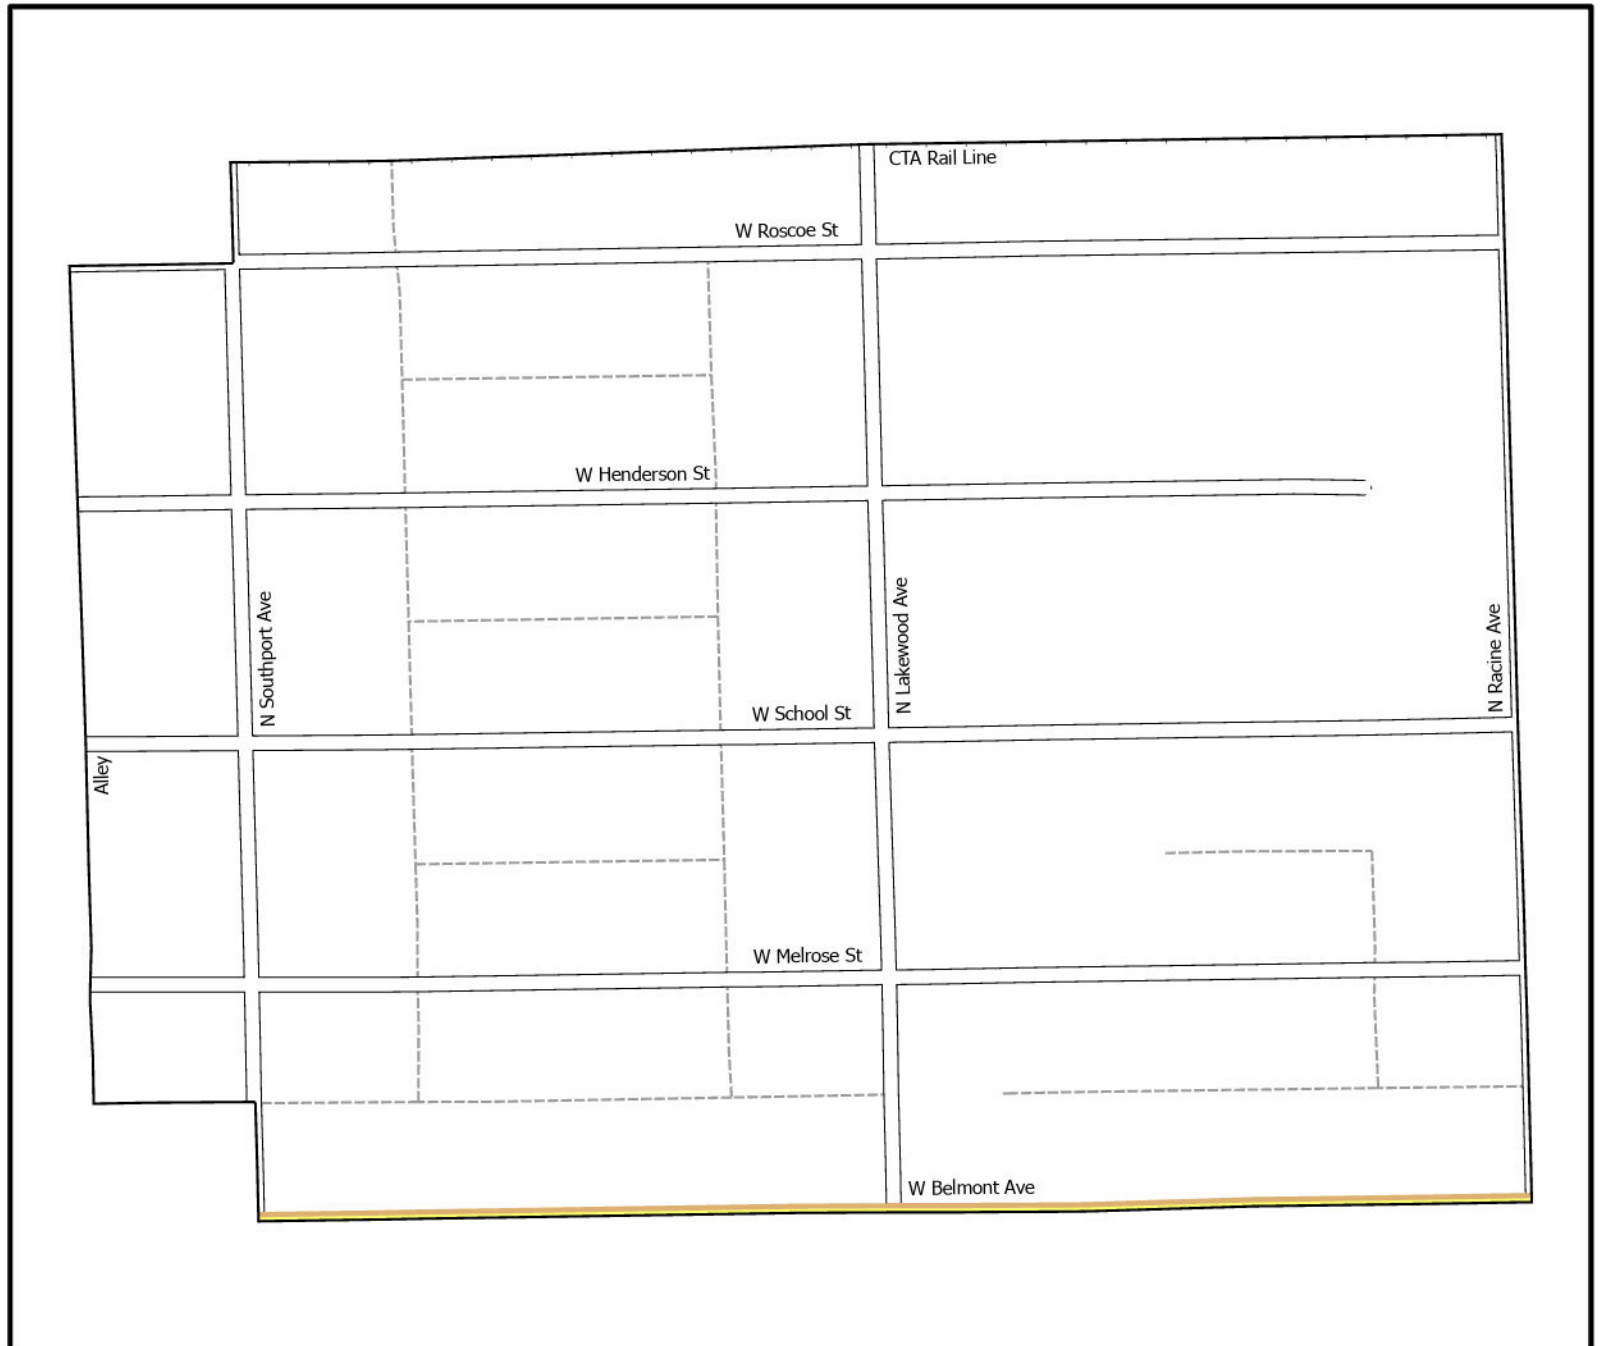 CTA Rail Line
W Roscoe St
W Henderson St
N Southport Ave
N Lakewood Ave
N Racine Ave
W School St
Alley
W Melrose St
W Belmont Ave